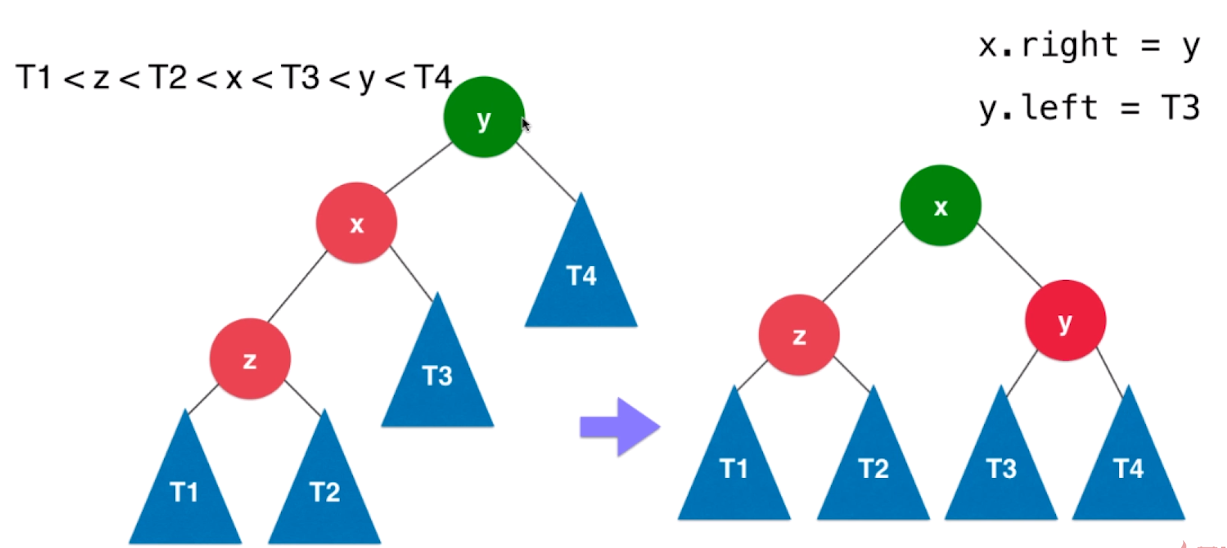 x.right = y
T1 < z < T2 < x < T3 < y < T4
y.left = T3
y
x
T4
z
T3
T1
T2
x
z
y
T1
T2
T3
T4